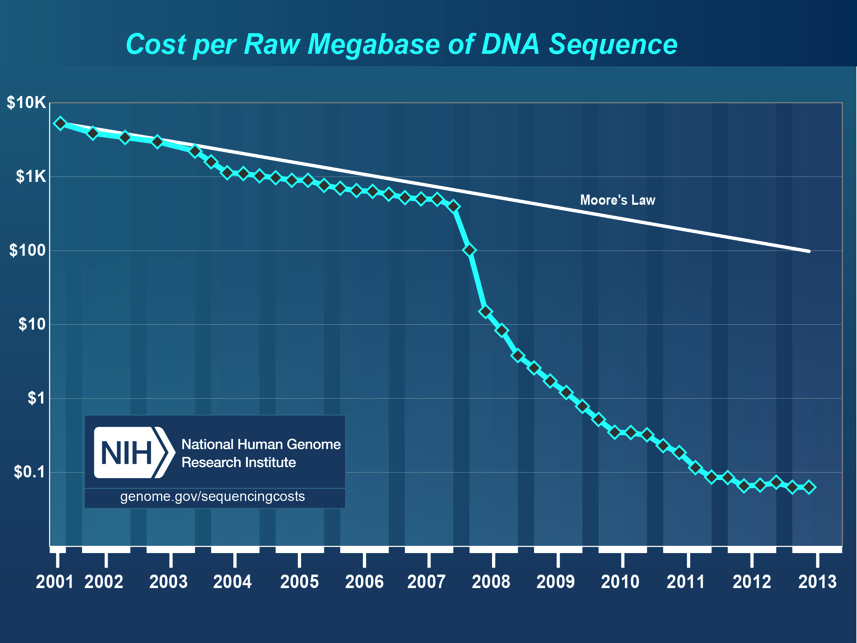 Cost per Raw Megabase of DNA Sequence
$10K
$1K
$100
$10
$1
$0.1
Moore's Law
NIH
National Human Genome
Research Institute
genome.gov/sequencingcosts
2001 2002 2003 2004 2005 2006 2007 2008 2009 2010 2011 2012 2013